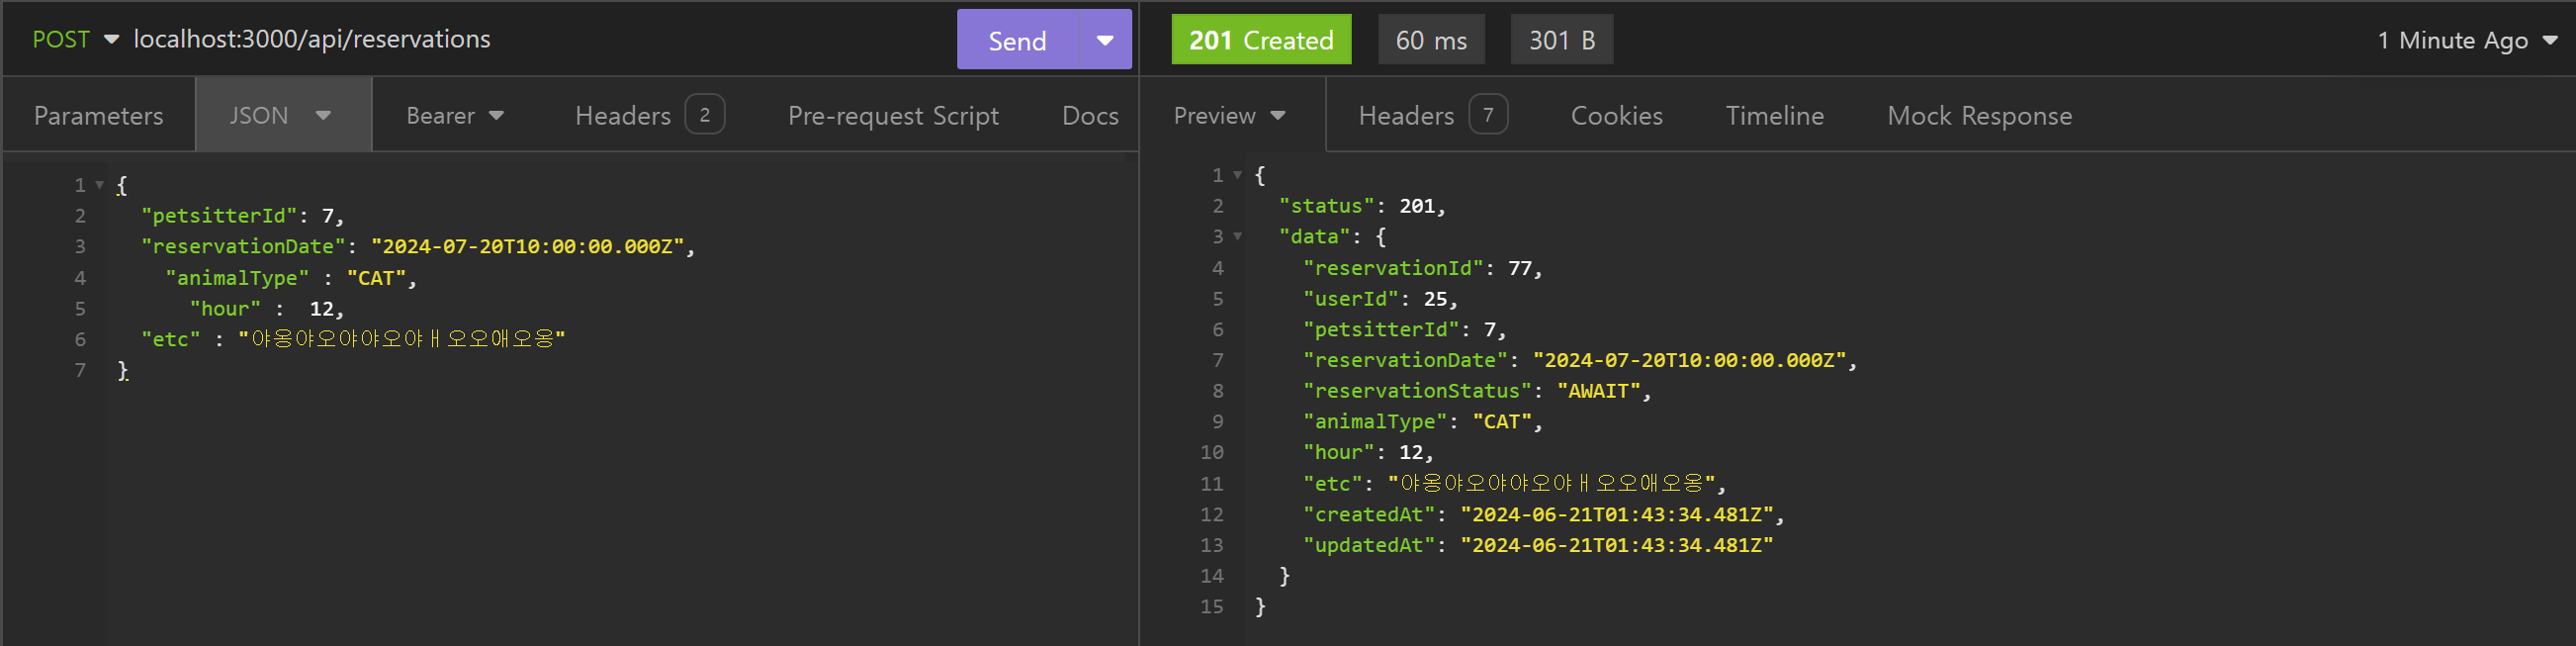 POST localhost:3000/api/reservations Send
201 Created 60 ms 301 B 1 Minute Ago
Parameters JSON Bearer Headers 2 Pre-request Script Docs
Preview Headers 7 Cookies Timeline Mock Response
1 {
2 "petsitterId": 7,
3 "reservationDate": "2024-07-20T10:00:00.000Z",
4 "animalType" : "CAT",
5 "hour" : 12,
6 "etc" : "야옹야오야야오야ㅐ오오애오옹"
7 }
1 {
2 "status": 201,
3 "data": {
4 "reservationId": 77,
5 "userId": 25,
6 "petsitterId": 7,
7 "reservationDate": "2024-07-20T10:00:00.000Z",
8 "reservationStatus": "AWAIT",
9 "animalType": "CAT",
10 "hour": 12,
11 "etc": "야옹야오야야오야ㅐ오오애오옹",
12 "createdAt": "2024-06-21T01:43:34.481Z",
13 "updatedAt": "2024-06-21T01:43:34.481Z"
14 }
15 }